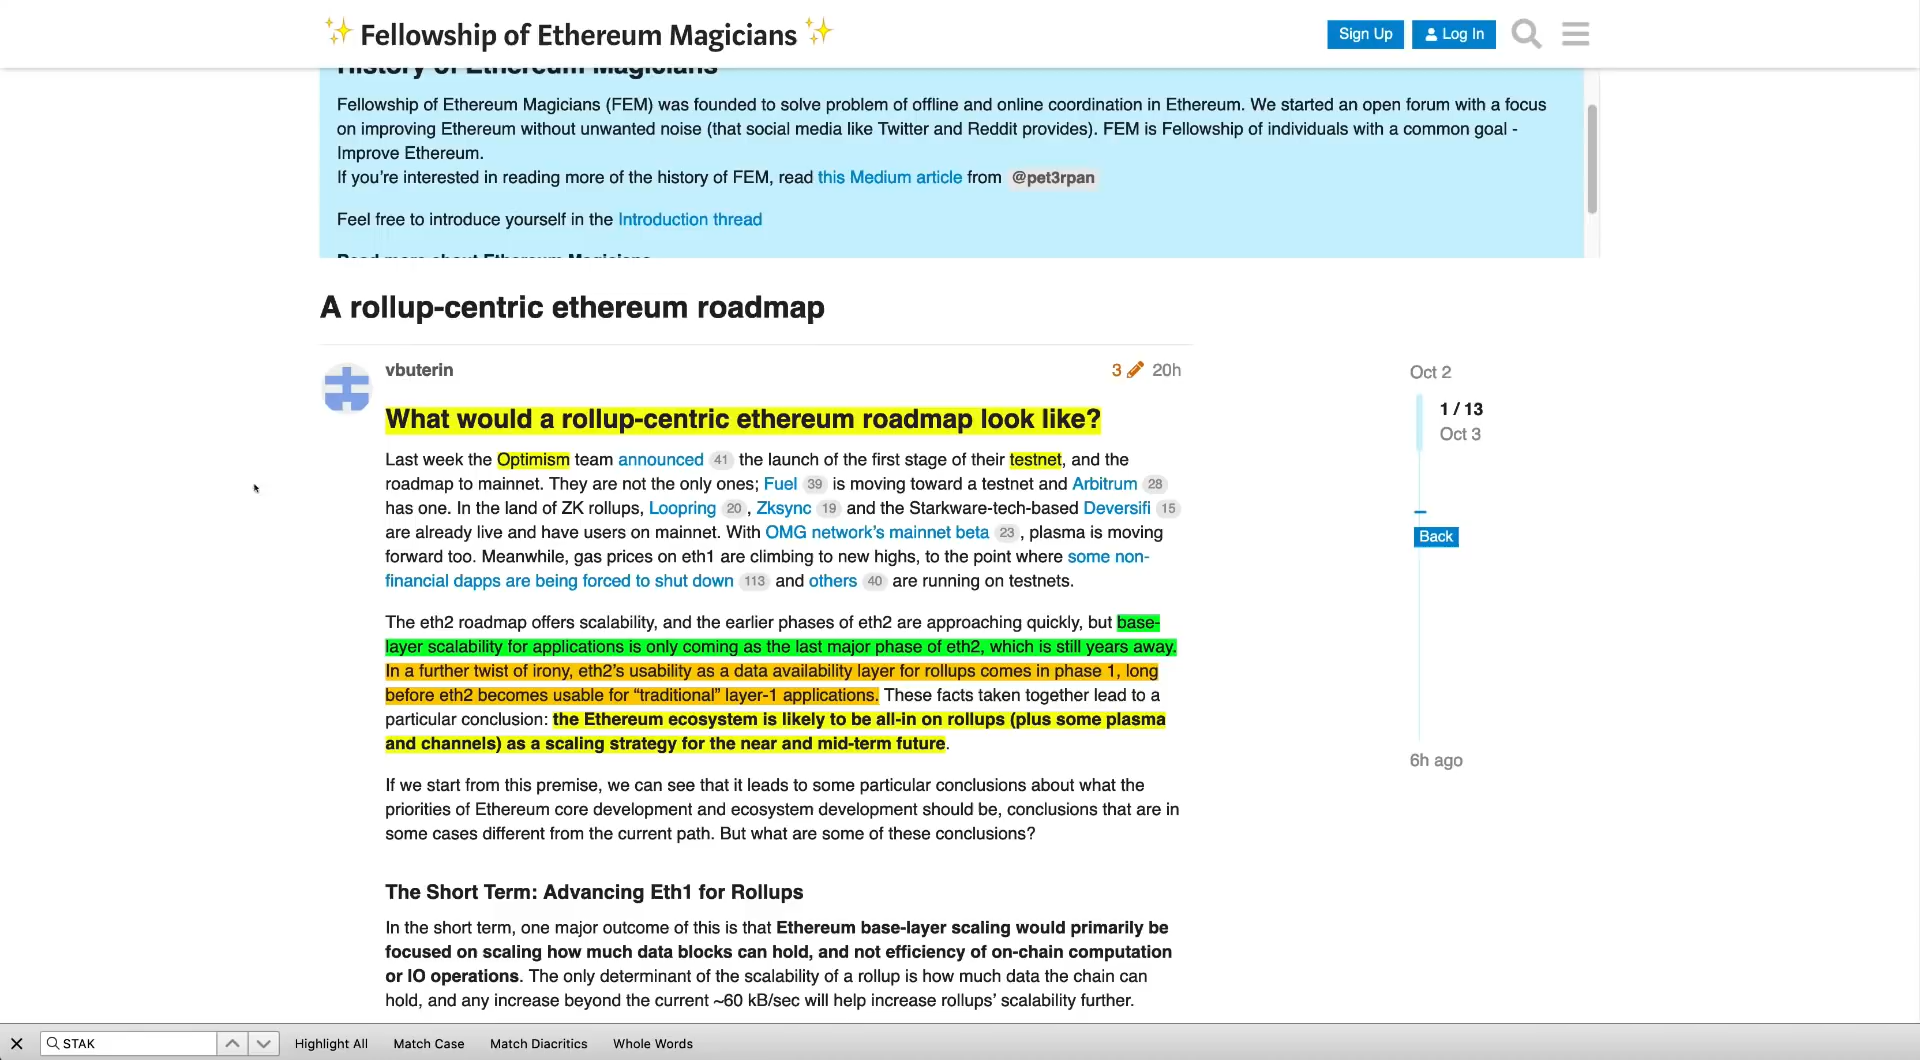 ✨ Fellowship of Ethereum Magicians ✨
Sign Up
Log In
History of Ethereum Magicians
Fellowship of Ethereum Magicians (FEM) was founded to solve problem of offline and online coordination in Ethereum. We started an open forum with a focus
on improving Ethereum without unwanted noise (that social media like Twitter and Reddit provides). FEM is Fellowship of individuals with a common goal -
Improve Ethereum.
If you’re interested in reading more of the history of FEM, read this Medium article from @pet3rpan
Feel free to introduce yourself in the Introduction thread
Read more about Ethereum Magicians
A rollup-centric ethereum roadmap
vbuterin
3
20h
What would a rollup-centric ethereum roadmap look like?
Last week the Optimism team announced 41 the launch of the first stage of their testnet, and the
roadmap to mainnet. They are not the only ones; Fuel 39 is moving toward a testnet and Arbitrum 28
has one. In the land of ZK rollups, Loopring 20 , Zksync 19 and the Starkware-tech-based Deversifi 15
are already live and have users on mainnet. With OMG network’s mainnet beta 23 , plasma is moving
forward too. Meanwhile, gas prices on eth1 are climbing to new highs, to the point where some non-
financial dapps are being forced to shut down 113 and others 40 are running on testnets.
The eth2 roadmap offers scalability, and the earlier phases of eth2 are approaching quickly, but base-
layer scalability for applications is only coming as the last major phase of eth2, which is still years away.
In a further twist of irony, eth2’s usability as a data availability layer for rollups comes in phase 1, long
before eth2 becomes usable for “traditional” layer-1 applications. These facts taken together lead to a
particular conclusion: the Ethereum ecosystem is likely to be all-in on rollups (plus some plasma
and channels) as a scaling strategy for the near and mid-term future.
If we start from this premise, we can see that it leads to some particular conclusions about what the
priorities of Ethereum core development and ecosystem development should be, conclusions that are in
some cases different from the current path. But what are some of these conclusions?
The Short Term: Advancing Eth1 for Rollups
In the short term, one major outcome of this is that Ethereum base-layer scaling would primarily be
focused on scaling how much data blocks can hold, and not efficiency of on-chain computation
or IO operations. The only determinant of the scalability of a rollup is how much data the chain can
hold, and any increase beyond the current ~60 kB/sec will help increase rollups’ scalability further.
Oct 2
1 / 13
Oct 3
Back
6h ago
STAK
Highlight All
Match Case
Match Diacritics
Whole Words